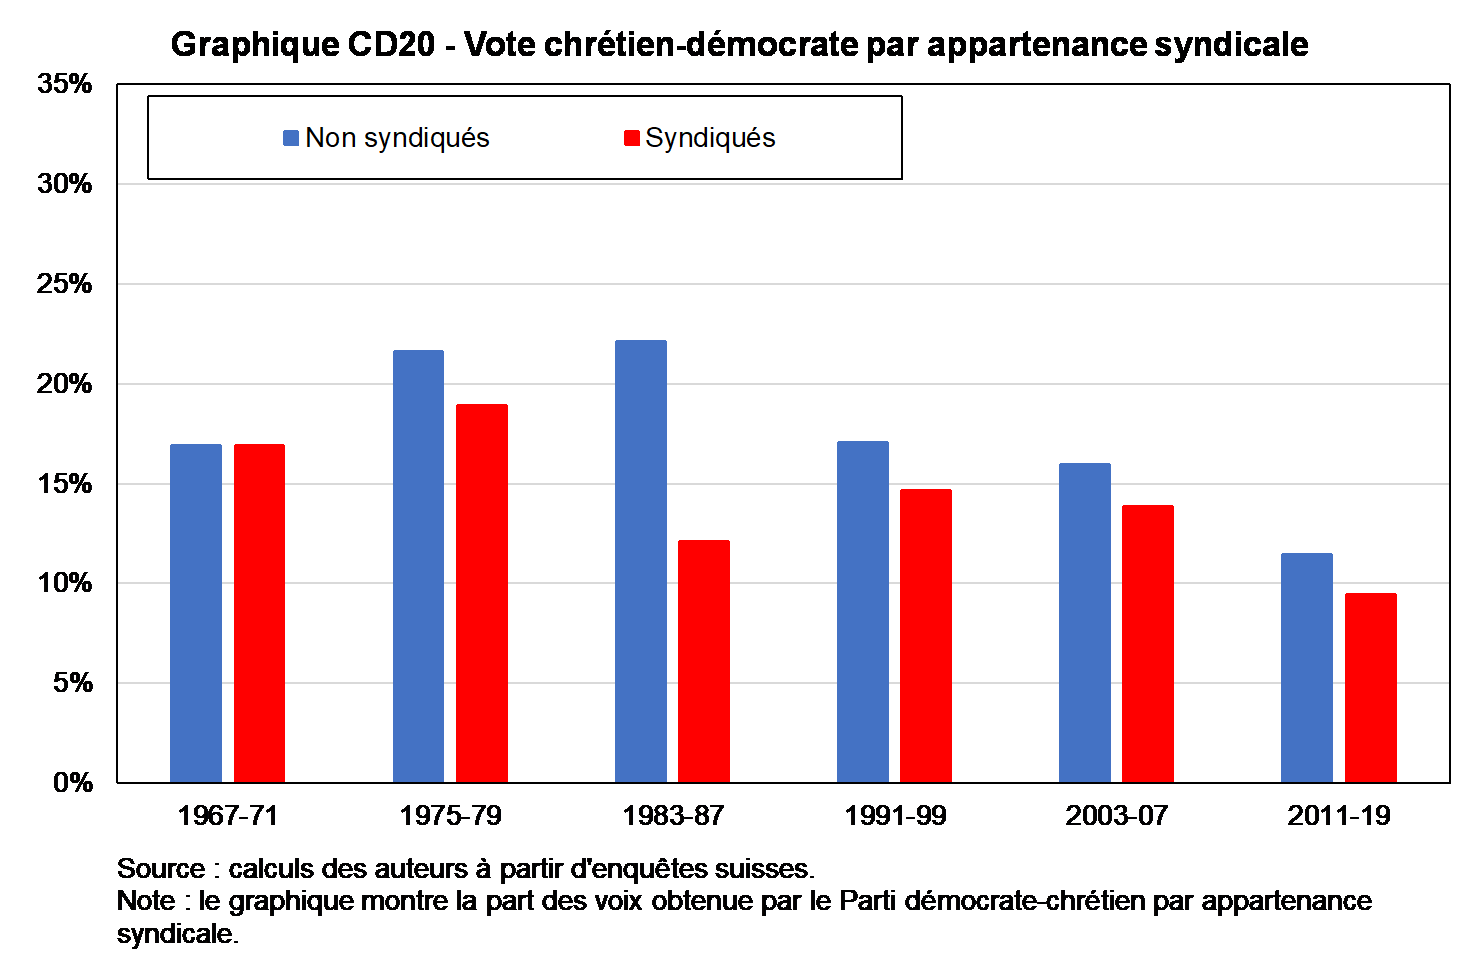 Graphique CD20 - Vote chrétien-démocrate par appartenance syndicale
35%
Non syndiqués Syndiqués
30%
25%
20%
15%
10%
5%
0%
1967-71 1975-79 1983-87 1991-99 2003-07 2011-19
Source : calculs des auteurs à partir d'enquêtes suisses.
Note : le graphique montre la part des voix obtenue par le Parti démocrate-chrétien par appartenance
syndicale.